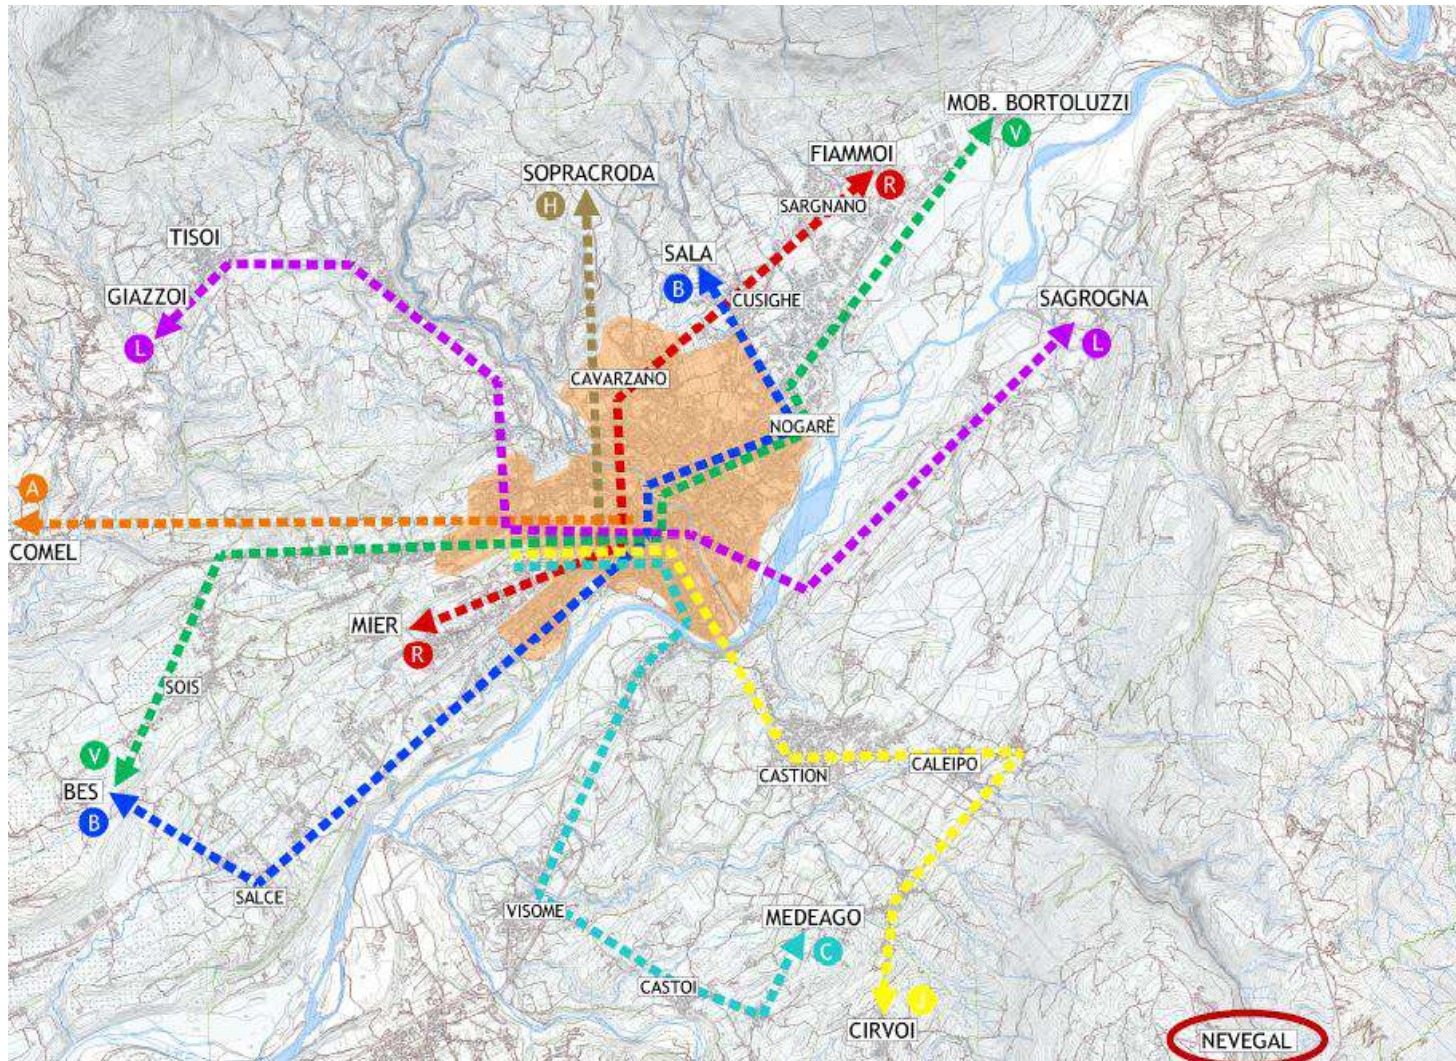 MOB. BORTOLUZZI
V
FIAMMOI
R
SARGNANO
SOPRACRODA
H
TISOI
SALA
B
CUSIGHE
GIAZZOI
L
SAGROGNA
L
CAVARZANO
NOGARÈ
A
COMEL
MIER
R
SOIS
V
BES
B
CASTION
CALEIPO
SALCE
VISOME
MEDEAGO
C
CASTOI
CIRVOI
NEVEGAL